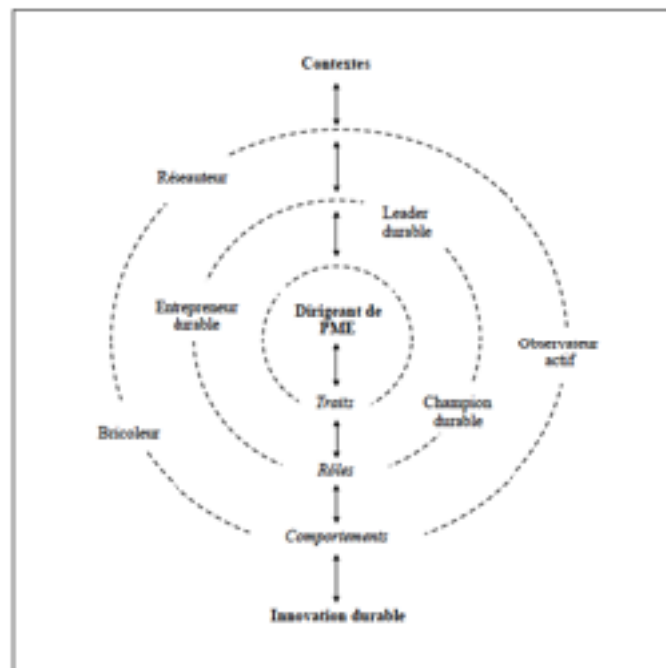 Contextes
Réseauteur
Leader
durable
Entrepreneur
durable
Dirigeant de
PME
Observateur
actif
Traits
Champion
durable
Bricoleur
Rôles
Comportements
Innovation durable